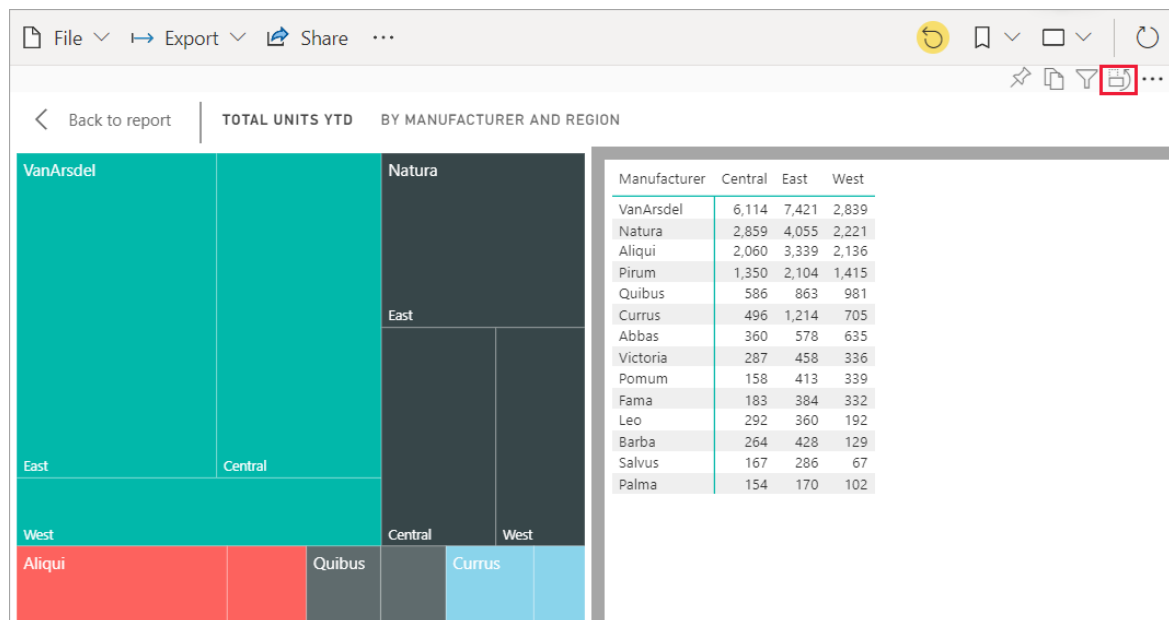 File Export Share ...
Back to report TOTAL UNITS YTD BY MANUFACTURER AND REGION
VanArsdel
East
Central
West
Natura
East
Central
West
Aliqui
Quibus
Currus
Manufacturer Central East West
VanArsdel 6,114 7,421 2,839
Natura 2,859 4,055 2,221
Aliqui 2,060 3,339 2,136
Pirum 1,350 2,104 1,415
Quibus 586 863 981
Currus 496 1,214 705
Abbas 360 578 635
Victoria 287 458 336
Pomum 158 413 339
Fama 183 384 332
Leo 292 360 192
Barba 264 428 129
Salvus 167 286 67
Palma 154 170 102